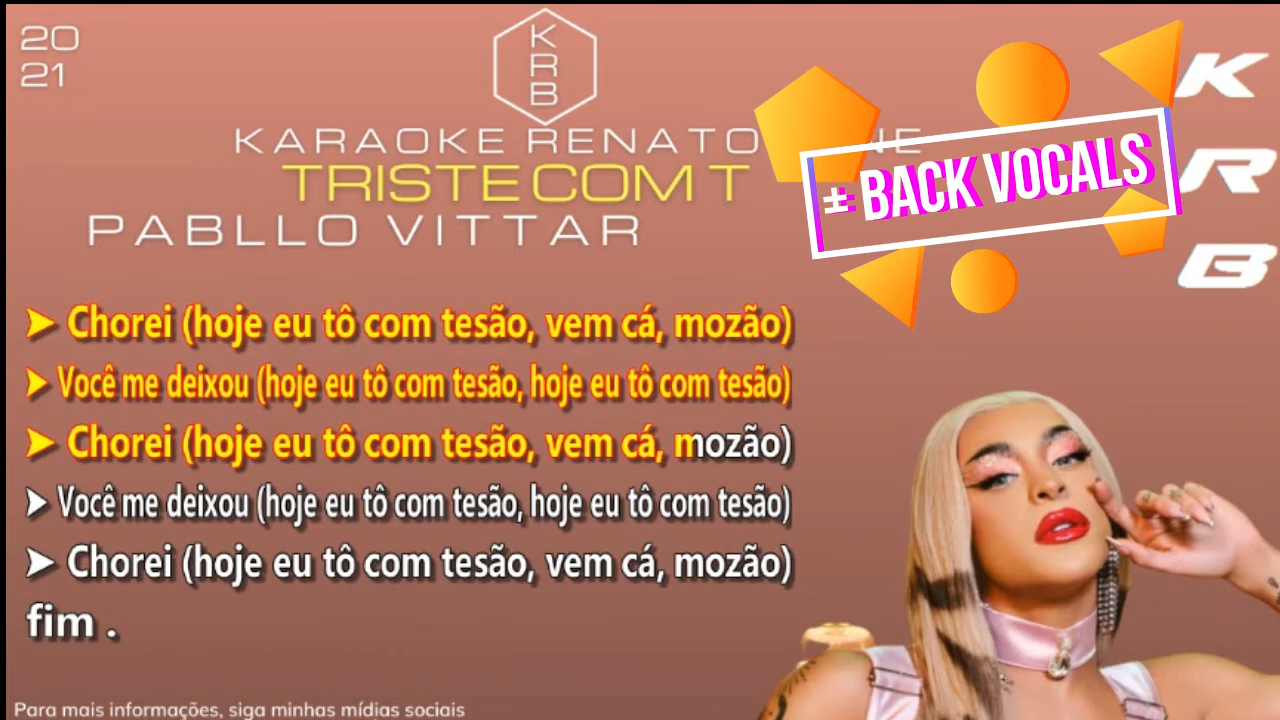 20
21
K
R
B
KARAOKE RENATO
TRISTE COM T
PABLLO VITTAR
± BACK VOCALS
K
R
B
➤ Chorei (hoje eu tô com tesão, vem cá, mozão)
➤ Você me deixou (hoje eu tô com tesão, hoje eu tô com tesão)
➤ Chorei (hoje eu tô com tesão, vem cá, mozão)
➤ Você me deixou (hoje eu tô com tesão, hoje eu tô com tesão)
➤ Chorei (hoje eu tô com tesão, vem cá, mozão)
fim .
Para mais informações, siga minhas mídias sociais